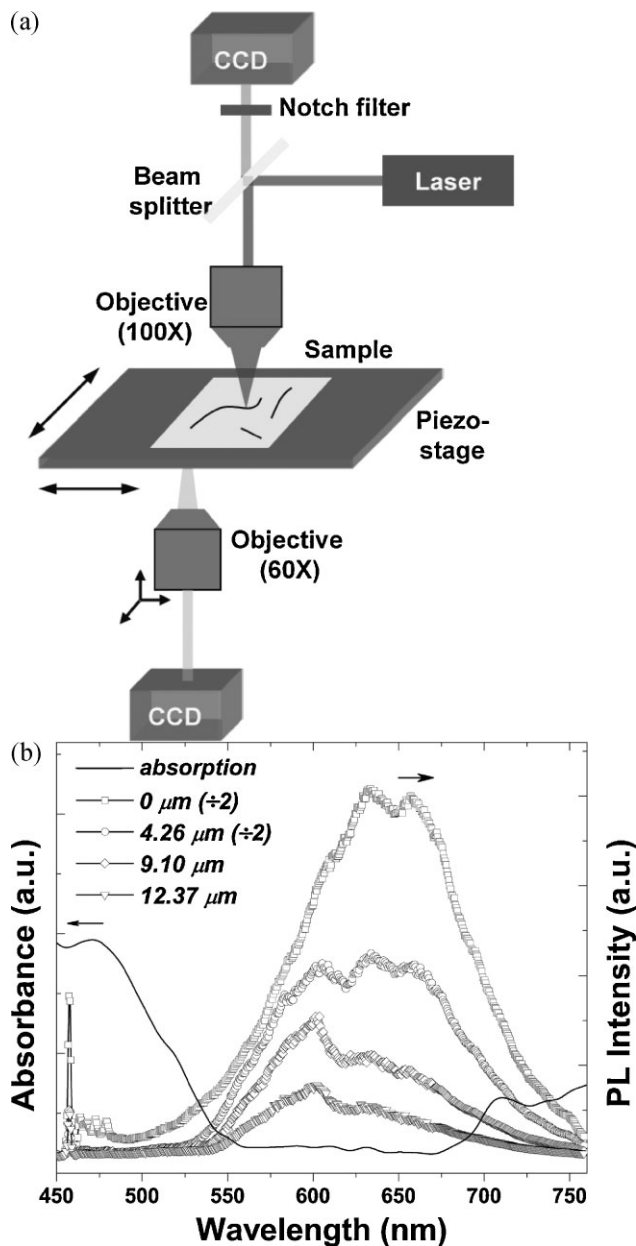 (a)
CCD
Notch filter
Beam
splitter
Laser
Objective
(100X)
Sample
Piezo-
stage
Objective
(60X)
CCD
(b)
absorption
0 μm (÷2)
4.26 μm (÷2)
9.10 μm
12.37 μm
Absorbance (a.u.)
PL Intensity (a.u.)
450 500 550 600 650 700 750
Wavelength (nm)